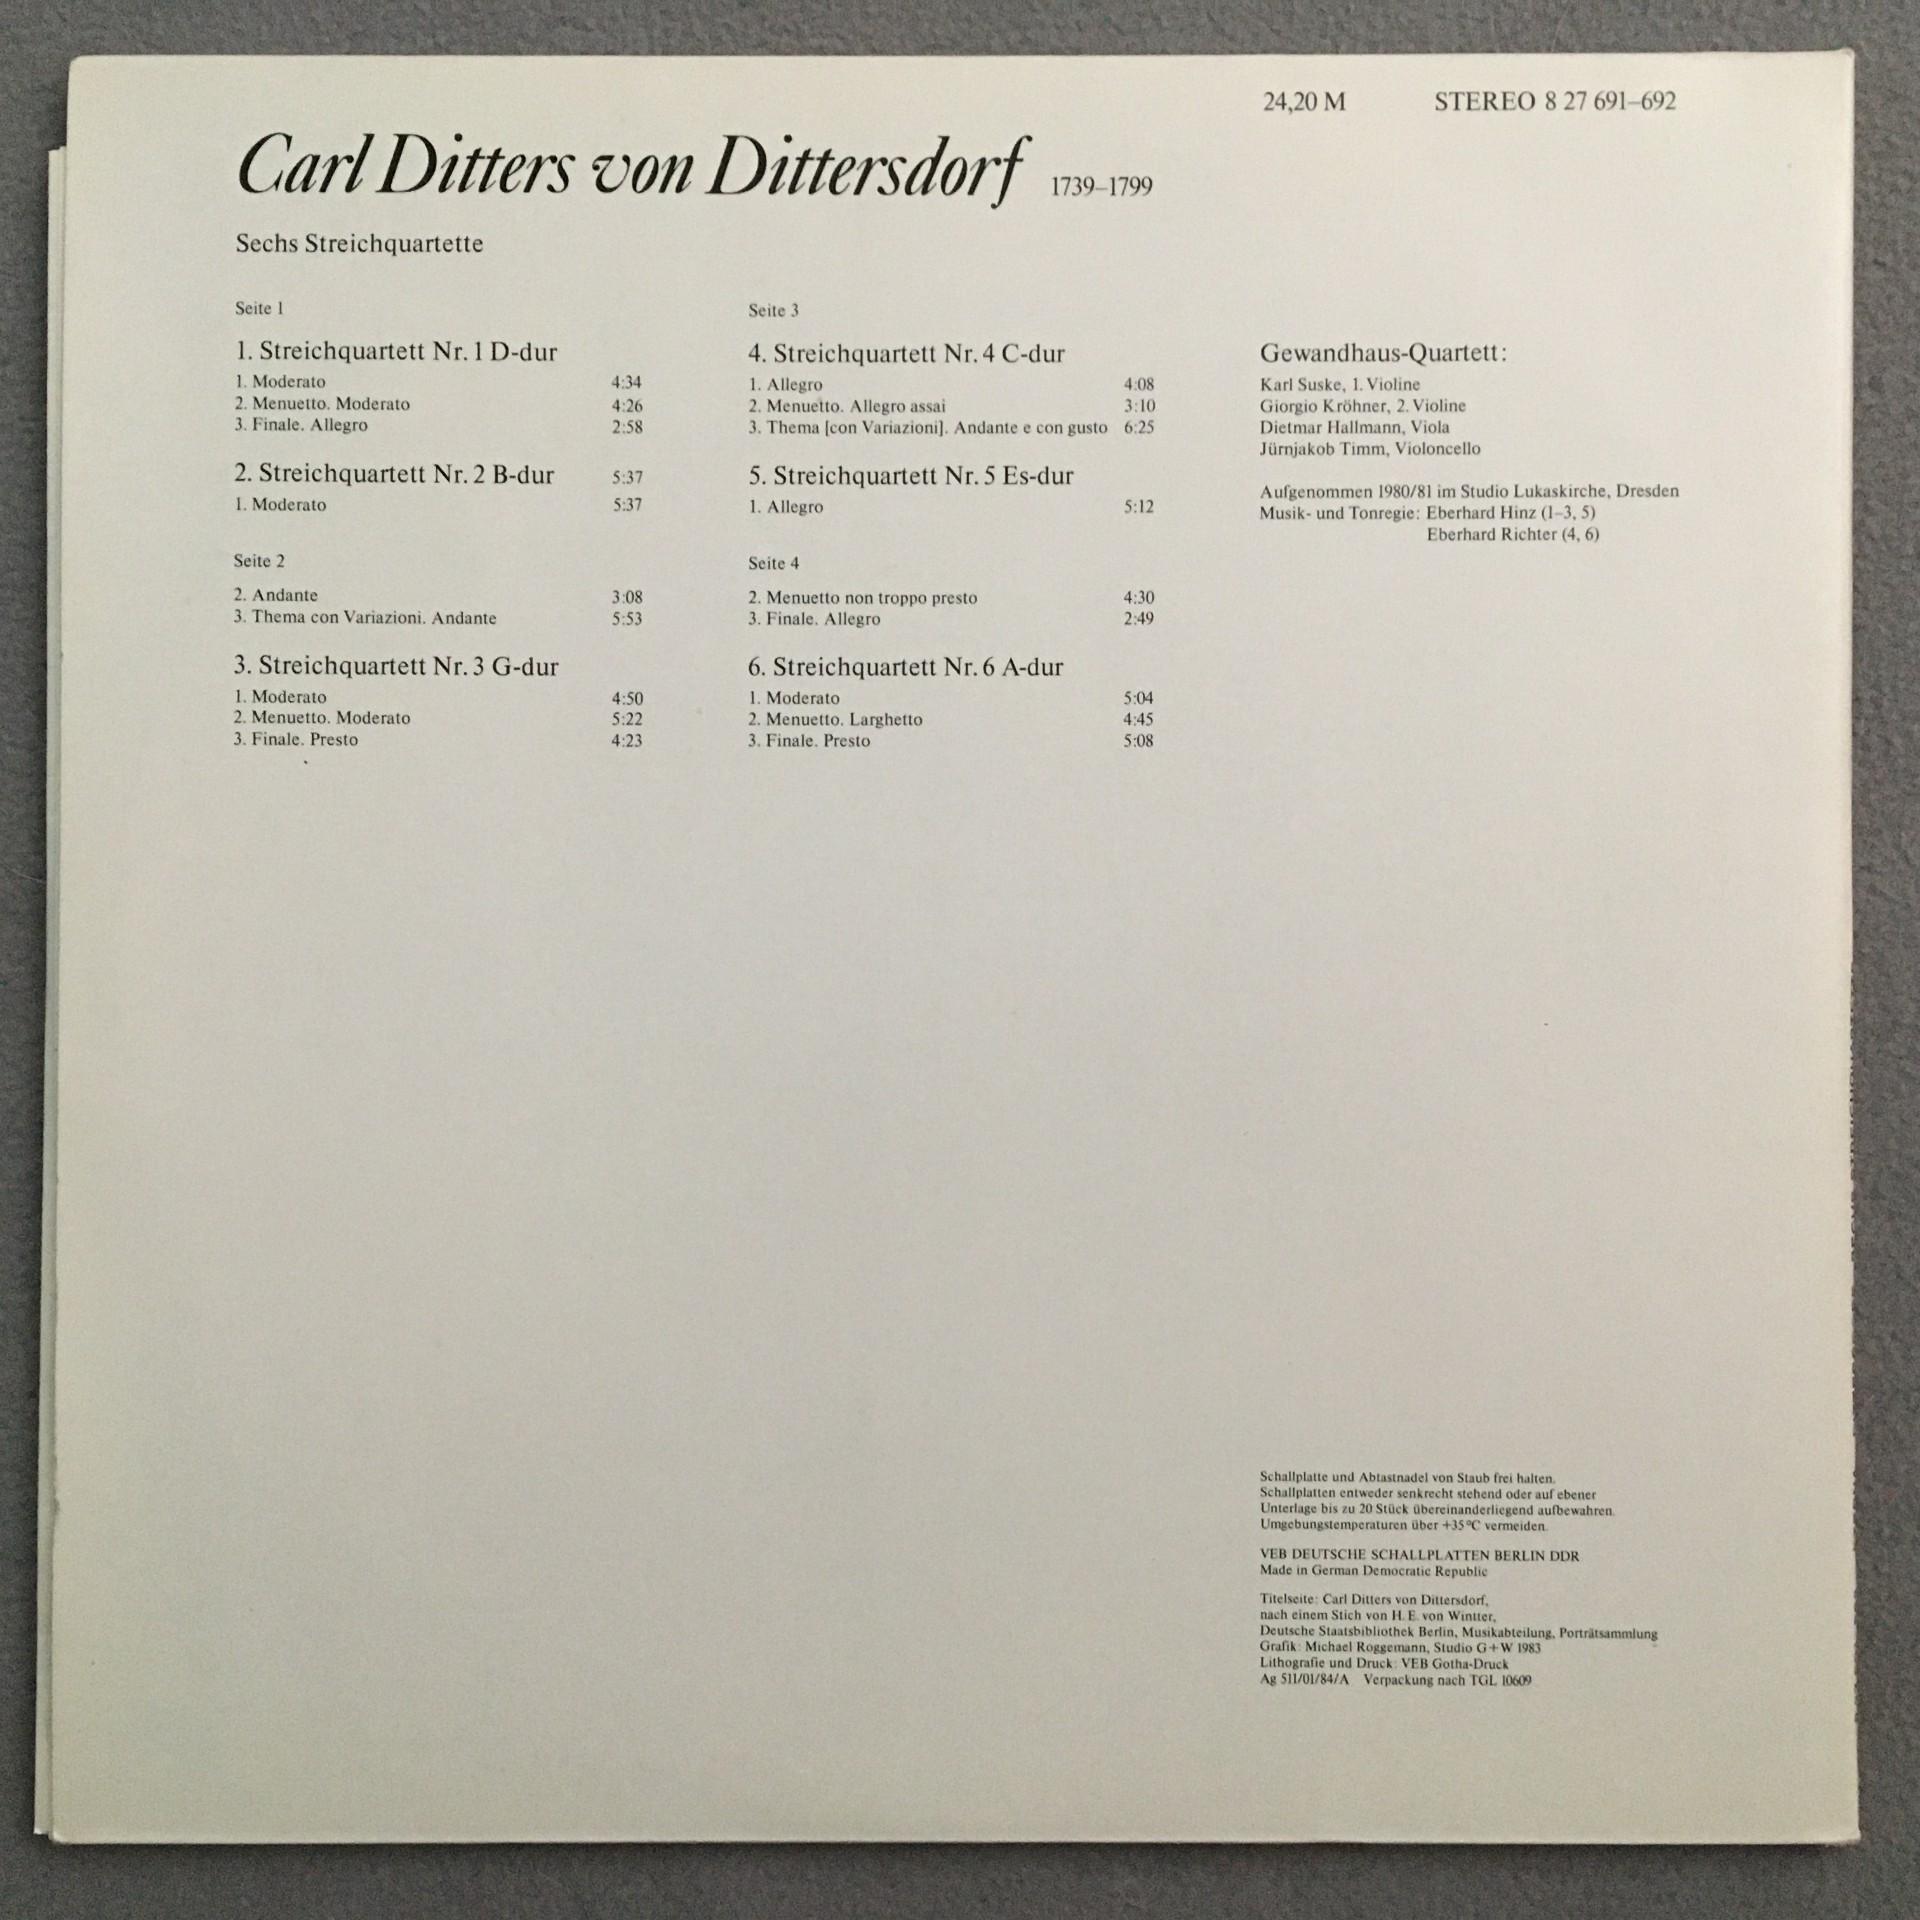 24,20 M STEREO 8 27 691–692
Carl Ditters von Dittersdorf 1739–1799
Sechs Streichquartette
Seite 1
1. Streichquartett Nr. 1 D-dur
1. Moderato 4:34
2. Menuetto. Moderato 4:26
3. Finale. Allegro 2:58
2. Streichquartett Nr. 2 B-dur 5:37
1. Moderato 5:37
Seite 2
2. Andante 3:08
3. Thema con Variazioni. Andante 5:53
3. Streichquartett Nr. 3 G-dur
1. Moderato 4:50
2. Menuetto. Moderato 5:22
3. Finale. Presto 4:23
Seite 3
4. Streichquartett Nr. 4 C-dur
1. Allegro 4:08
2. Menuetto. Allegro assai 3:10
3. Thema [con Variazioni]. Andante e con gusto 6:25
5. Streichquartett Nr. 5 Es-dur
1. Allegro 5:12
Seite 4
2. Menuetto non troppo presto 4:30
3. Finale. Allegro 2:49
6. Streichquartett Nr. 6 A-dur
1. Moderato 5:04
2. Menuetto. Larghetto 4:45
3. Finale. Presto 5:08
Gewandhaus-Quartett:
Karl Suske, 1. Violine
Giorgio Kröhner, 2. Violine
Dietmar Hallmann, Viola
Jürnjakob Timm, Violoncello
Aufgenommen 1980/81 im Studio Lukaskirche, Dresden
Musik- und Tonregie: Eberhard Hinz (1–3, 5)
Eberhard Richter (4, 6)
Schallplatte und Abtastnadel von Staub frei halten.
Schallplatten entweder senkrecht stehend oder auf ebener
Unterlage bis zu 20 Stück übereinanderliegend aufbewahren.
Umgebungstemperaturen über +35 °C vermeiden.
VEB DEUTSCHE SCHALLPLATTEN BERLIN DDR
Made in German Democratic Republic
Titelseite: Carl Ditters von Dittersdorf,
nach einem Stich von H. E. von Wintter,
Deutsche Staatsbibliothek Berlin, Musikabteilung, Porträtsammlung
Grafik: Michael Roggemann, Studio G+W 1983
Lithografie und Druck: VEB Gotha-Druck
Ag 511/01/84/A Verpackung nach TGL 10609